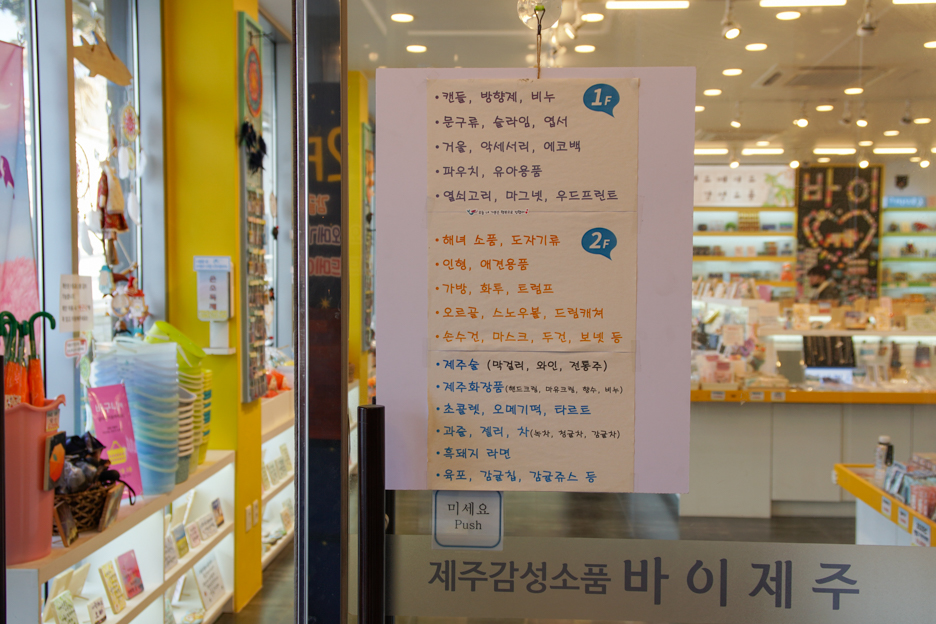 1F
• 캔들, 방향제, 비누
• 문구류, 슬라임, 엽서
• 거울, 악세서리, 에코백
• 파우치, 유아용품
• 열쇠고리, 마그넷, 우드프린트
2F
• 해녀 소품, 도자기류
• 인형, 애견용품
• 가방, 화투, 트럼프
• 오르골, 스노우볼, 드림캐쳐
• 손수건, 마스크, 두건, 보넷 등
• 제주술 (막걸리, 와인, 전통주)
• 제주화장품(핸드크림, 마유크림, 향수, 비누)
• 초콜렛, 오메기떡, 타르트
• 과즐, 젤리, 차(녹차, 청귤차, 감귤차)
• 흑돼지 라면
• 육포, 감귤칩, 감귤쥬스 등
미세요
Push
제주감성소품 바이제주
손소독제
바이
2F